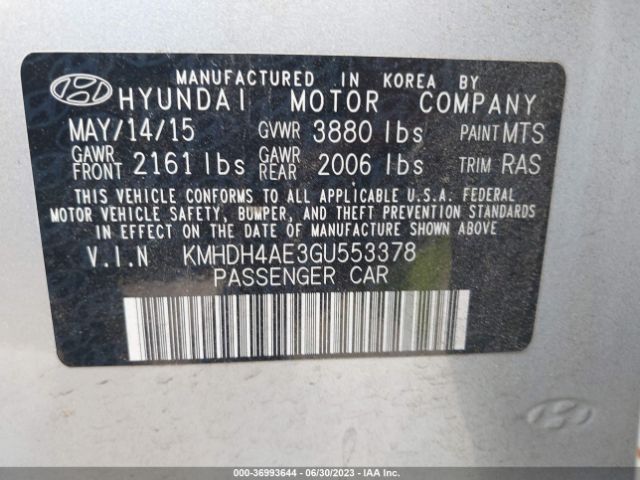 MANUFACTURED IN KOREA BY
HYUNDAI MOTOR COMPANY
MAY/14/15 GVWR 3880 lbs PAINT MTS
GAWR FRONT 2161 lbs GAWR REAR 2006 lbs TRIM RAS
THIS VEHICLE CONFORMS TO ALL APPLICABLE U.S.A. FEDERAL
MOTOR VEHICLE SAFETY, BUMPER, AND THEFT PREVENTION STANDARDS
IN EFFECT ON THE DATE OF MANUFACTURE SHOWN ABOVE
V.I.N KMHDH4AE3GU553378
PASSENGER CAR
000-36993644 / 06/30/2023 - IAA Inc.